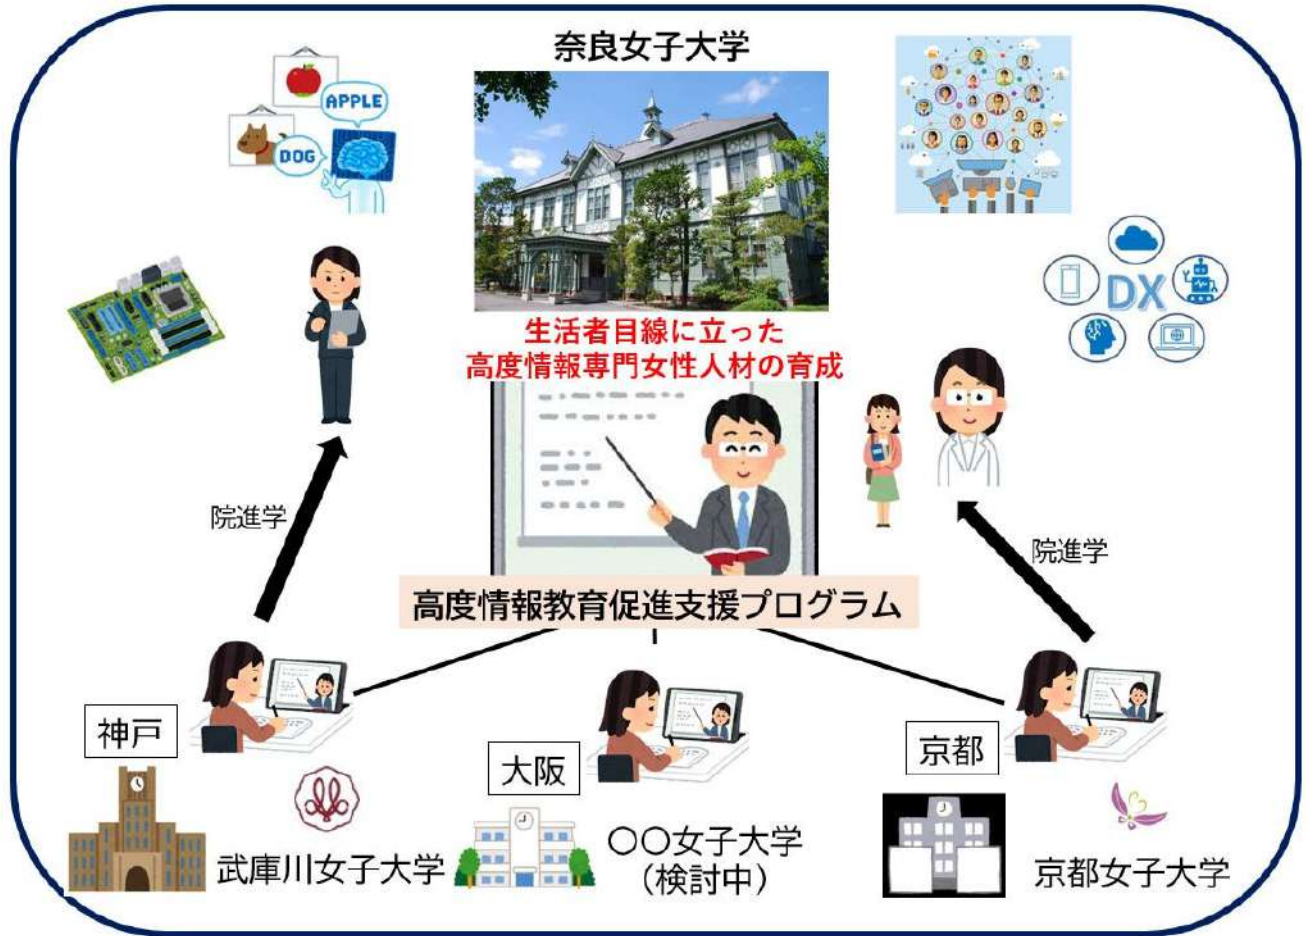 奈良女子大学
APPLE
DOG
DX
生活者目線に立った
高度情報専門女性人材の育成
院進学
院進学
高度情報教育促進支援プログラム
神戸
大阪
京都
武庫川女子大学
〇〇女子大学
（検討中）
京都女子大学